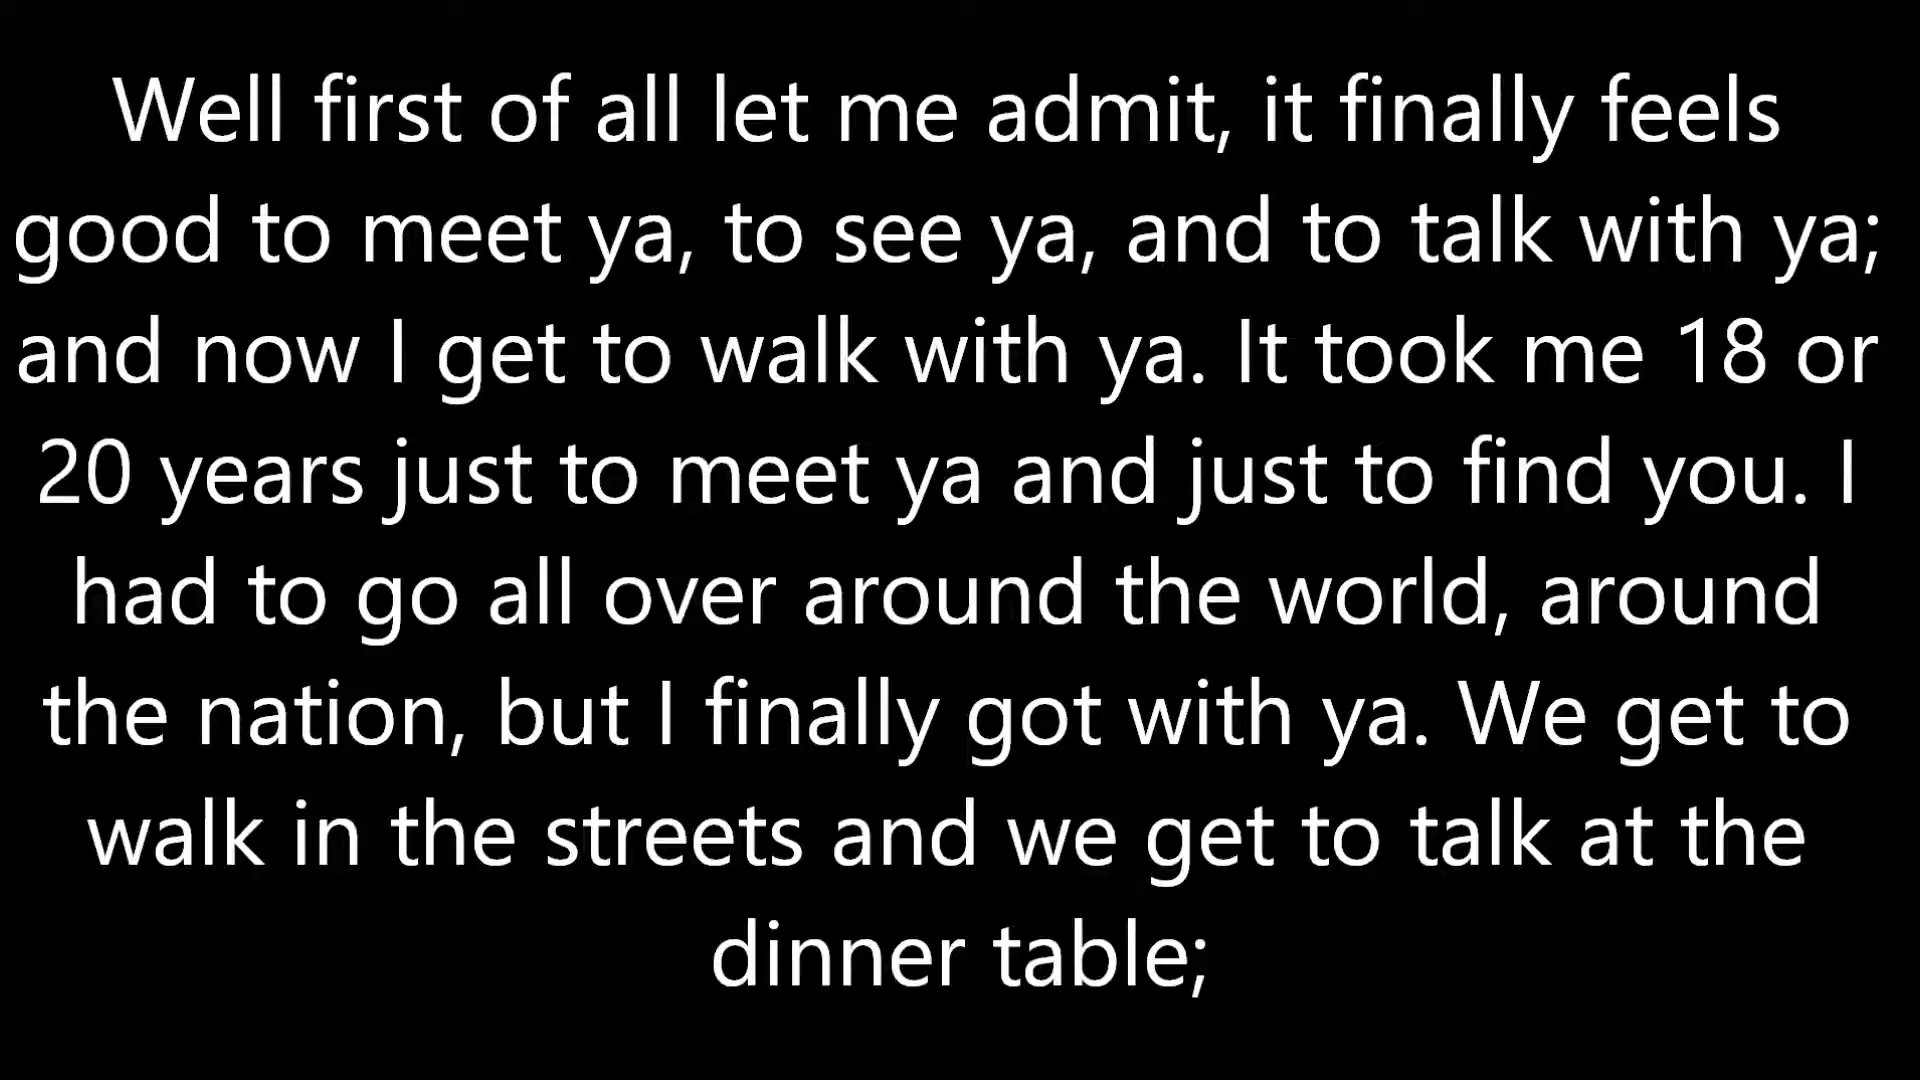 Well first of all let me admit, it finally feels
good to meet ya, to see ya, and to talk with ya;
and now I get to walk with ya. It took me 18 or
20 years just to meet ya and just to find you. I
had to go all over around the world, around
the nation, but I finally got with ya. We get to
walk in the streets and we get to talk at the
dinner table;